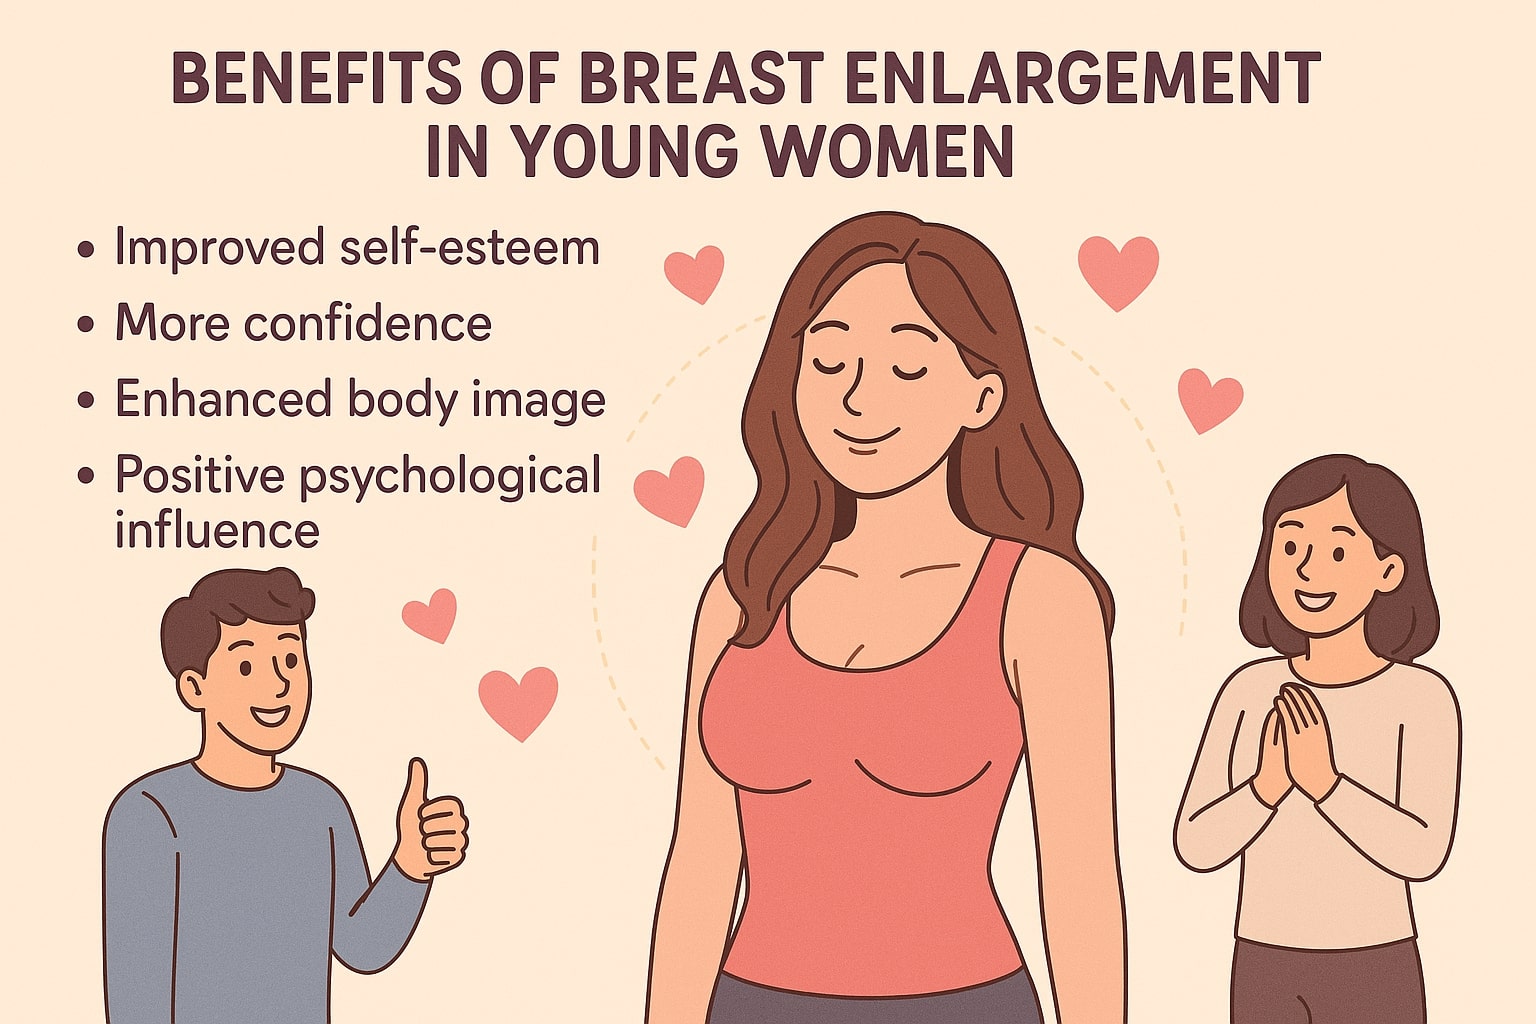 BENEFITS OF BREAST ENLARGEMENT
IN YOUNG WOMEN
• Improved self-esteem
• More confidence
• Enhanced body image
• Positive psychological
influence